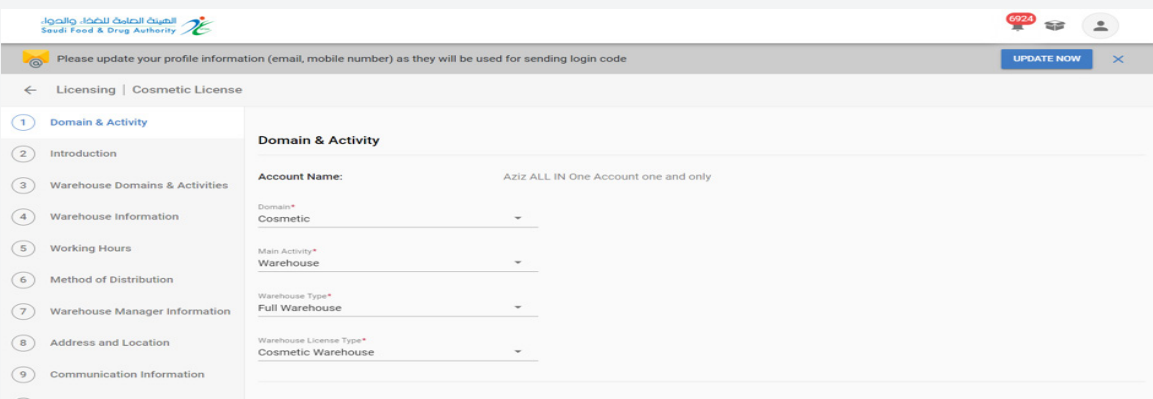 الهيئة العامة للغذاء والدواء
Saudi Food & Drug Authority
6924
Please update your profile information (email, mobile number) as they will be used for sending login code
UPDATE NOW
Licensing | Cosmetic License
1 Domain & Activity
2 Introduction
3 Warehouse Domains & Activities
4 Warehouse Information
5 Working Hours
6 Method of Distribution
7 Warehouse Manager Information
8 Address and Location
9 Communication Information
Domain & Activity
Account Name: Aziz ALL IN One Account one and only
Domain*
Cosmetic
Main Activity*
Warehouse
Warehouse Type*
Full Warehouse
Warehouse License Type*
Cosmetic Warehouse